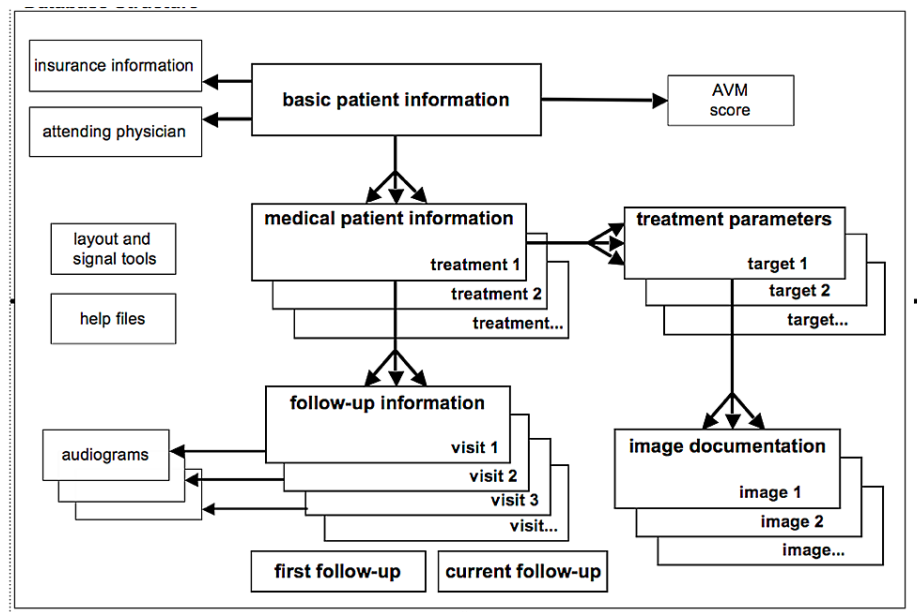 insurance information
basic patient information
AVM
score
attending physician
medical patient information
treatment 1
treatment 2
treatment...
treatment parameters
target 1
target 2
target...
layout and
signal tools
help files
follow-up information
visit 1
visit 2
visit 3
visit...
audiograms
image documentation
image 1
image 2
image...
first follow-up
current follow-up